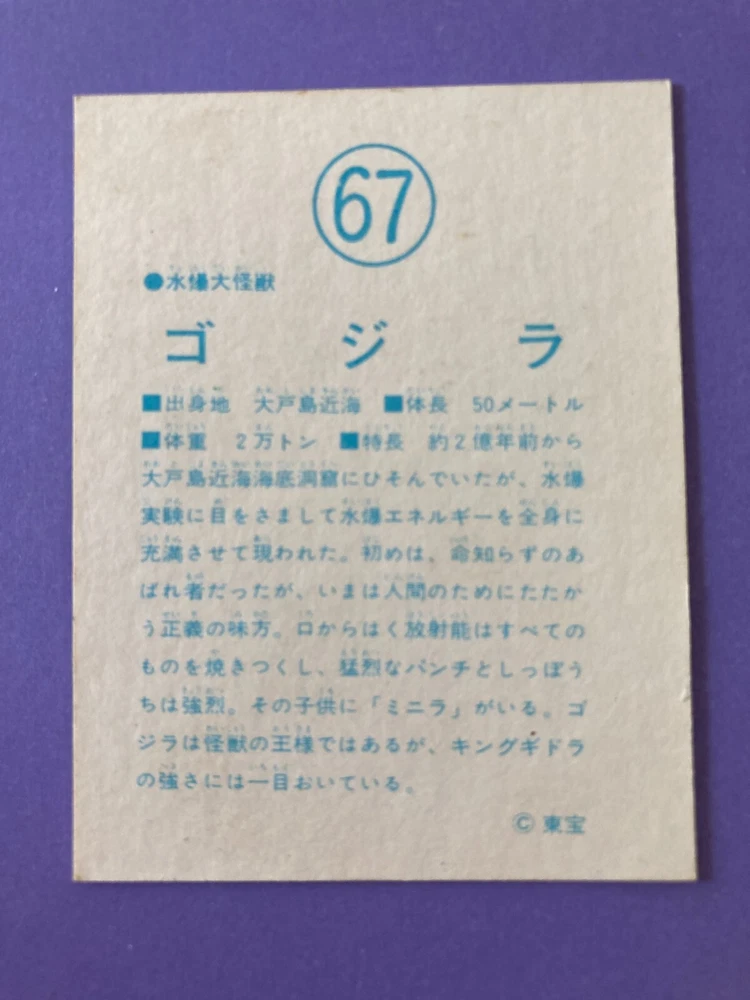 67
●水爆大怪獣
ゴジラ
■出身地 大戸島近海 ■体長 50メートル
■体重 2万トン ■特長 約2億年前から
大戸島近海海底洞窟にひそんでいたが、水爆
実験に目をさまして水爆エネルギーを全身に
充満させて現われた。初めは、命知らずのあ
ばれ者だったが、いまは人間のためにたたか
う正義の味方。口からはく放射能はすべての
ものを焼きつくし、猛烈なパンチとしっぽう
ちは強烈。その子供に「ミニラ」がいる。ゴ
ジラは怪獣の王様ではあるが、キングギドラ
の強さには一目おいている。
© 東宝